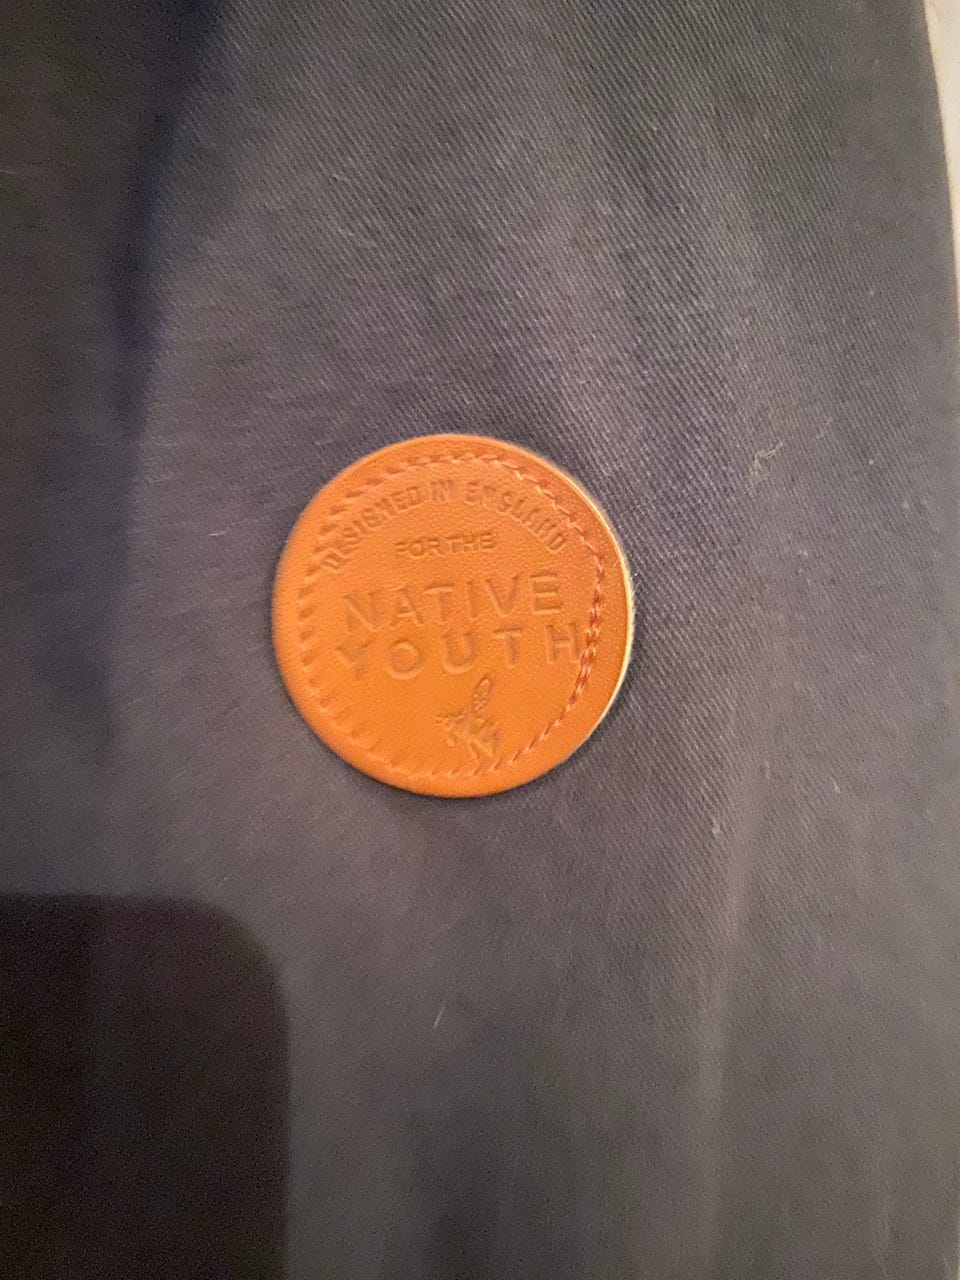 DESIGNED IN ENGLAND
FOR THE
NATIVE
YOUTH